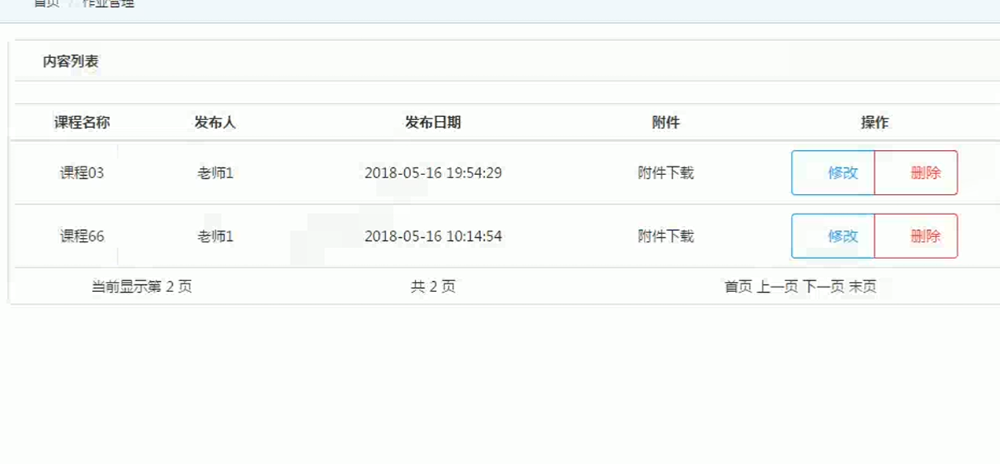 首页 / 作业管理
内容列表
课程名称 发布人 发布日期 附件 操作
课程03 老师1 2018-05-16 19:54:29 附件下载 修改 删除
课程66 老师1 2018-05-16 10:14:54 附件下载 修改 删除
当前显示第 2 页 共 2 页 首页 上一页 下一页 末页